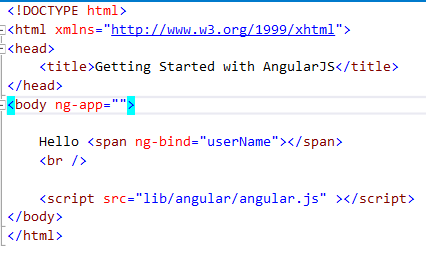 <!DOCTYPE html>
<html xmlns="http://www.w3.org/1999/xhtml">
<head>
    <title>Getting Started with AngularJS</title>
</head>
<body ng-app="">
    Hello <span ng-bind="userName"></span>
    <br />
    <script src="lib/angular/angular.js" ></script>
</body>
</html>